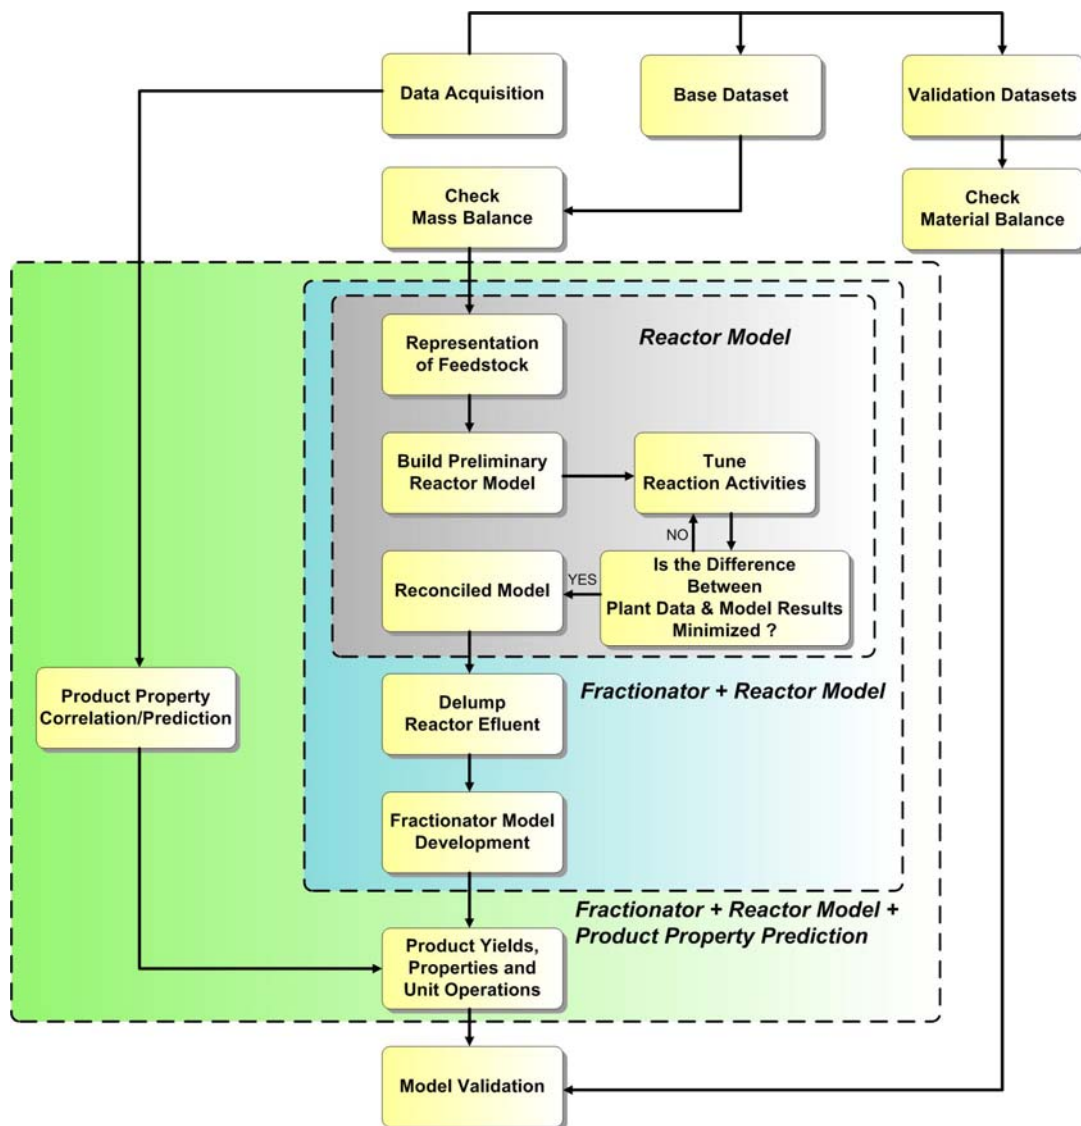 Data Acquisition
Base Dataset
Validation Datasets
Check
Mass Balance
Check
Material Balance
Reactor Model
Representation
of Feedstock
Build Preliminary
Reactor Model
Tune
Reaction Activities
NO
Reconciled Model
YES
Is the Difference
Between
Plant Data & Model Results
Minimized ?
Product Property
Correlation/Prediction
Delump
Reactor Efluent
Fractionator + Reactor Model
Fractionator Model
Development
Fractionator + Reactor Model +
Product Property Prediction
Product Yields,
Properties and
Unit Operations
Model Validation